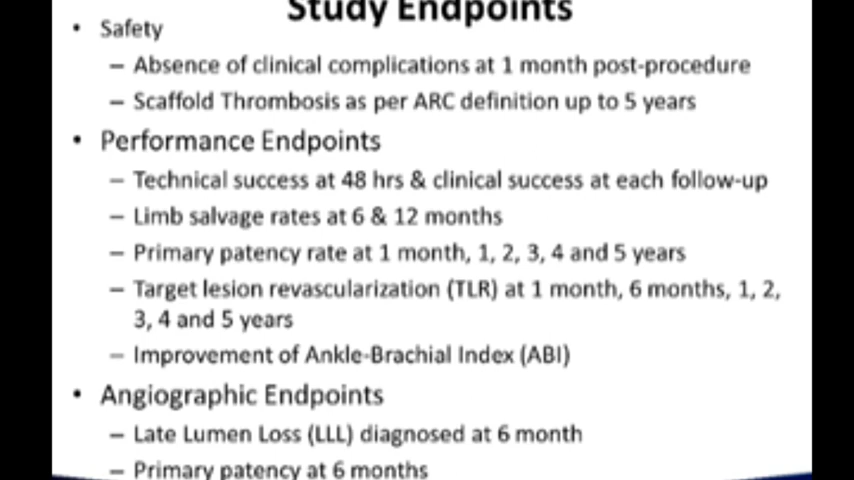 Study Endpoints
• Safety
– Absence of clinical complications at 1 month post-procedure
– Scaffold Thrombosis as per ARC definition up to 5 years
• Performance Endpoints
– Technical success at 48 hrs & clinical success at each follow-up
– Limb salvage rates at 6 & 12 months
– Primary patency rate at 1 month, 1, 2, 3, 4 and 5 years
– Target lesion revascularization (TLR) at 1 month, 6 months, 1, 2,
3, 4 and 5 years
– Improvement of Ankle-Brachial Index (ABI)
• Angiographic Endpoints
– Late Lumen Loss (LLL) diagnosed at 6 month
– Primary patency at 6 months